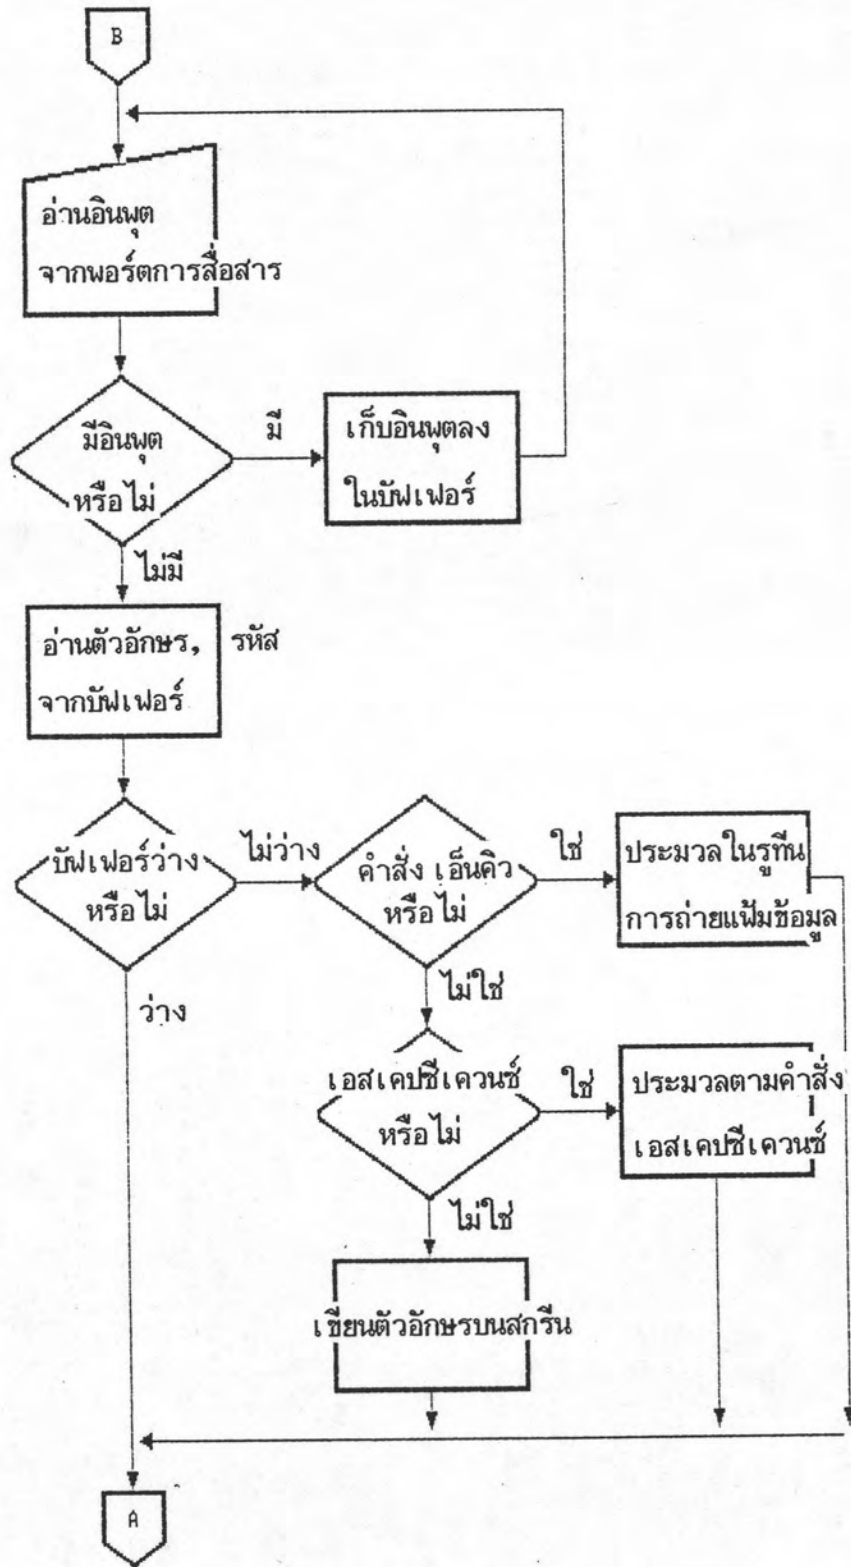 B
อ่านอินพุต
จากพอร์ตการสื่อสาร
มีอินพุต
หรือไม่
มี
เก็บอินพุตลง
ในบัฟเฟอร์
ไม่มี
อ่านตัวอักษร, รหัส
จากบัฟเฟอร์
บัฟเฟอร์ว่าง
หรือไม่
ไม่ว่าง
คำสั่ง เอ็นคิว
หรือไม่
ใช่
ประมวลในรูทีน
การถ่ายแฟ้มข้อมูล
ว่าง
ไม่ใช่
เอสเคปซีเควนซ์
หรือไม่
ใช่
ประมวลตามคำสั่ง
เอสเคปซีเควนซ์
ไม่ใช่
เขียนตัวอักษรบนสกรีน
A